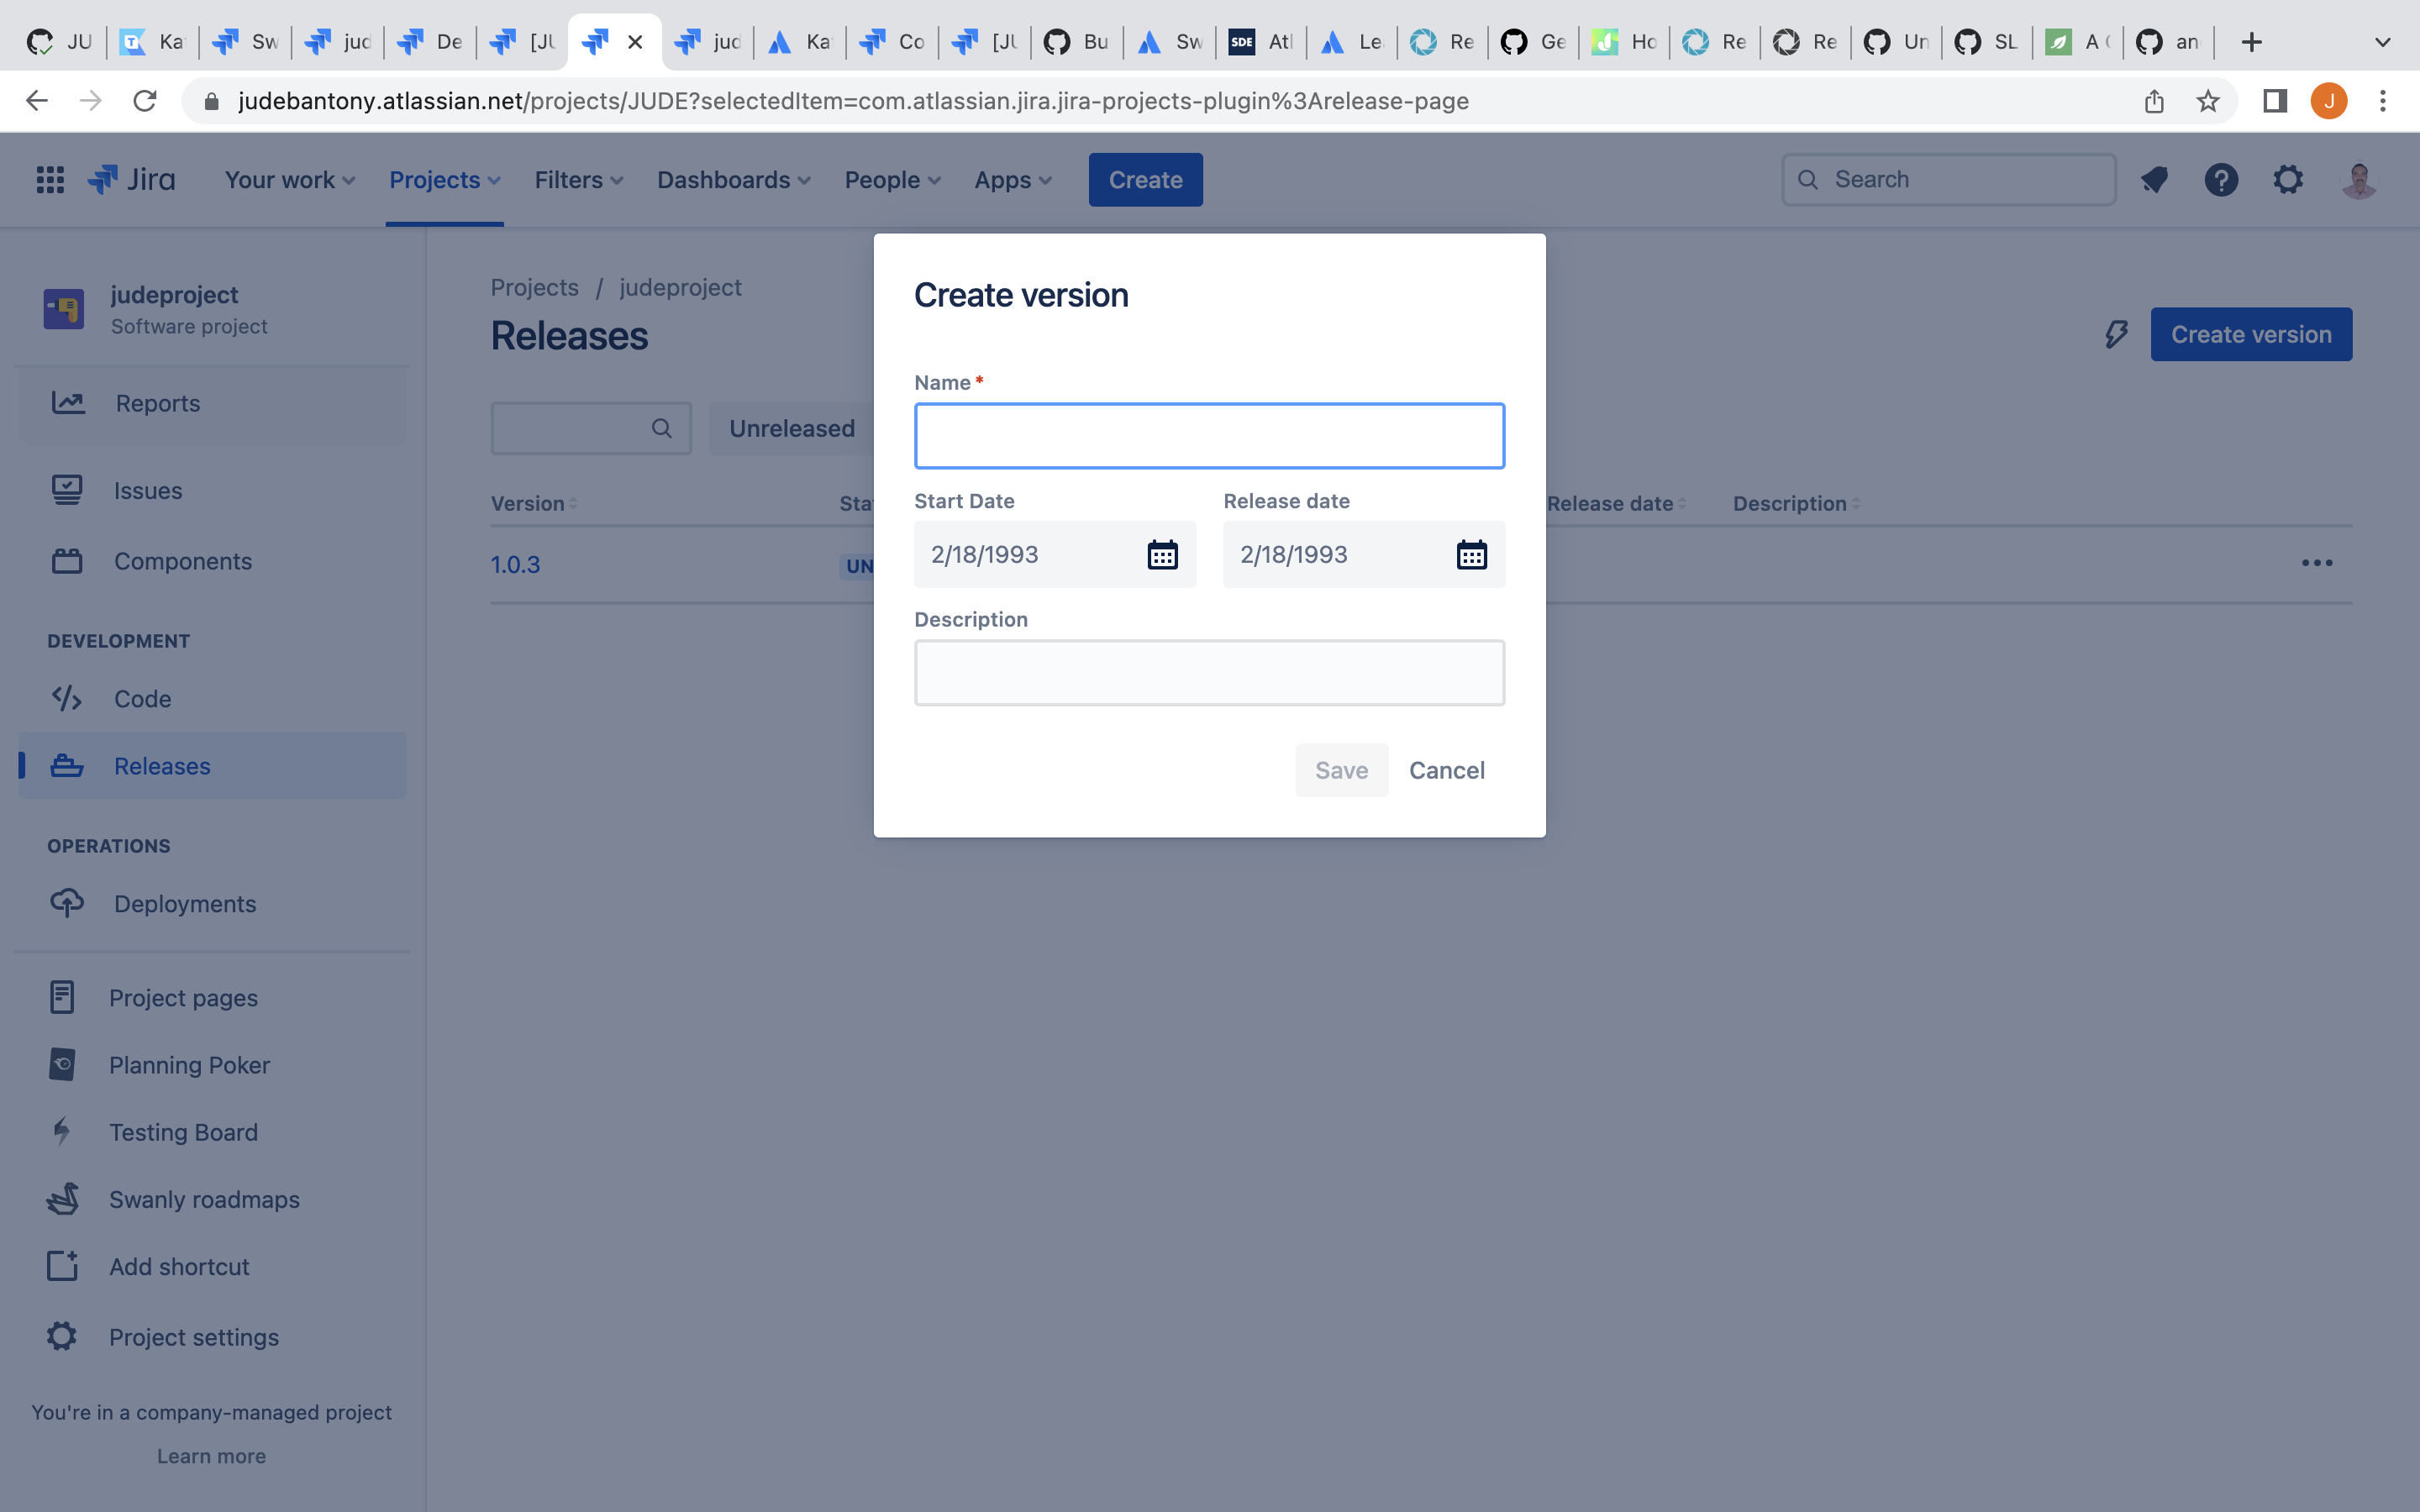 JU Ka Sw jud De [JU jud Ka Co [JU Bu Sw SDE Atl Le Re Ge Ho Re Re Un SL A an
judebantony.atlassian.net/projects/JUDE?selectedItem=com.atlassian.jira.jira-projects-plugin%3Arelease-page J
Jira Your work Projects Filters Dashboards People Apps Create Search
judeproject
Software project
Reports
Issues
Components
DEVELOPMENT
Code
Releases
OPERATIONS
Deployments
Project pages
Planning Poker
Testing Board
Swanly roadmaps
Add shortcut
Project settings
You're in a company-managed project
Learn more
Projects / judeproject
Releases
Create version
Unreleased
Version Sta Release date Description
1.0.3 UN
Create version
Name *
Start Date Release date
2/18/1993 2/18/1993
Description
Save Cancel